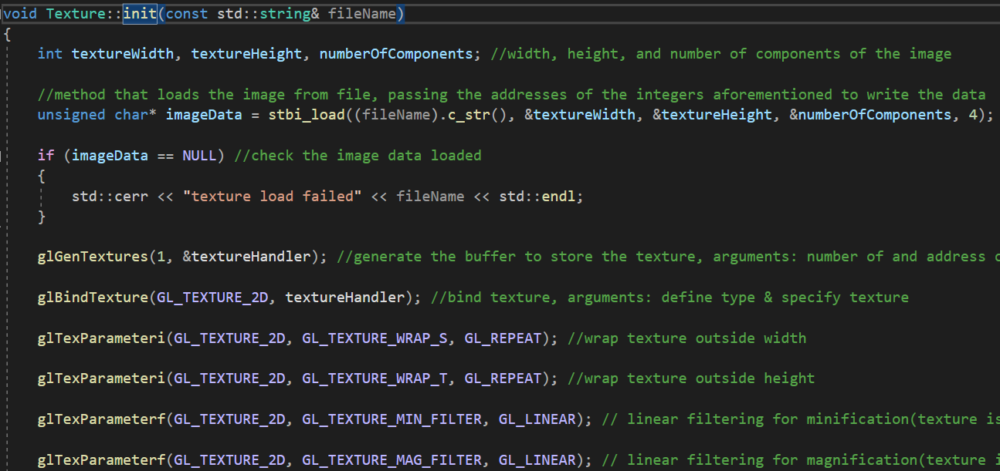 void Texture::init(const std::string& fileName)
{
int textureWidth, textureHeight, numberOfComponents; //width, height, and number of components of the image
//method that loads the image from file, passing the addresses of the integers aforementioned to write the data
unsigned char* imageData = stbi_load((fileName).c_str(), &textureWidth, &textureHeight, &numberOfComponents, 4);
if (imageData == NULL) //check the image data loaded
{
std::cerr << "texture load failed" << fileName << std::endl;
}
glGenTextures(1, &textureHandler); //generate the buffer to store the texture, arguments: number of and address
glBindTexture(GL_TEXTURE_2D, textureHandler); //bind texture, arguments: define type & specify texture
glTexParameteri(GL_TEXTURE_2D, GL_TEXTURE_WRAP_S, GL_REPEAT); //wrap texture outside width
glTexParameteri(GL_TEXTURE_2D, GL_TEXTURE_WRAP_T, GL_REPEAT); //wrap texture outside height
glTexParameterf(GL_TEXTURE_2D, GL_TEXTURE_MIN_FILTER, GL_LINEAR); // linear filtering for minification(texture is
glTexParameterf(GL_TEXTURE_2D, GL_TEXTURE_MAG_FILTER, GL_LINEAR); // linear filtering for magnification(texture